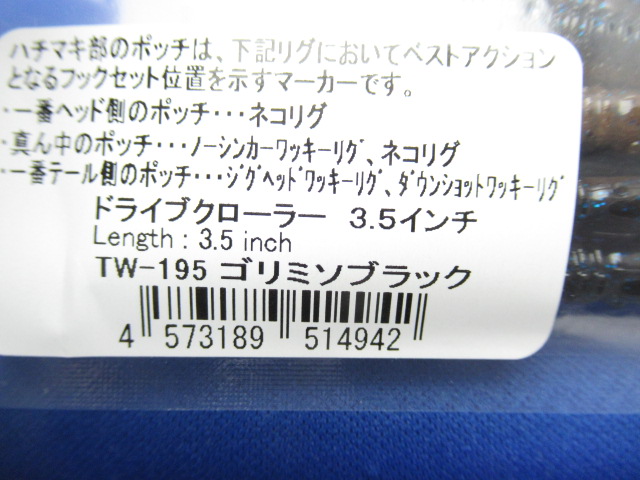 ハチマキ部のポッチは、下記リグにおいてベストアクション
となるフックセット位置を示すマーカーです。
・一番ヘッド側のポッチ・・・ネコリグ
・真ん中のポッチ・・・ノーシンカーワッキーリグ、ネコリグ
・一番テール側のポッチ・・・ジグヘッドワッキーリグ、ダウンショットワッキーリグ
ドライブクローラー 3.5インチ
Length : 3.5 inch
TW-195 ゴリミソブラック
4 573189 514942